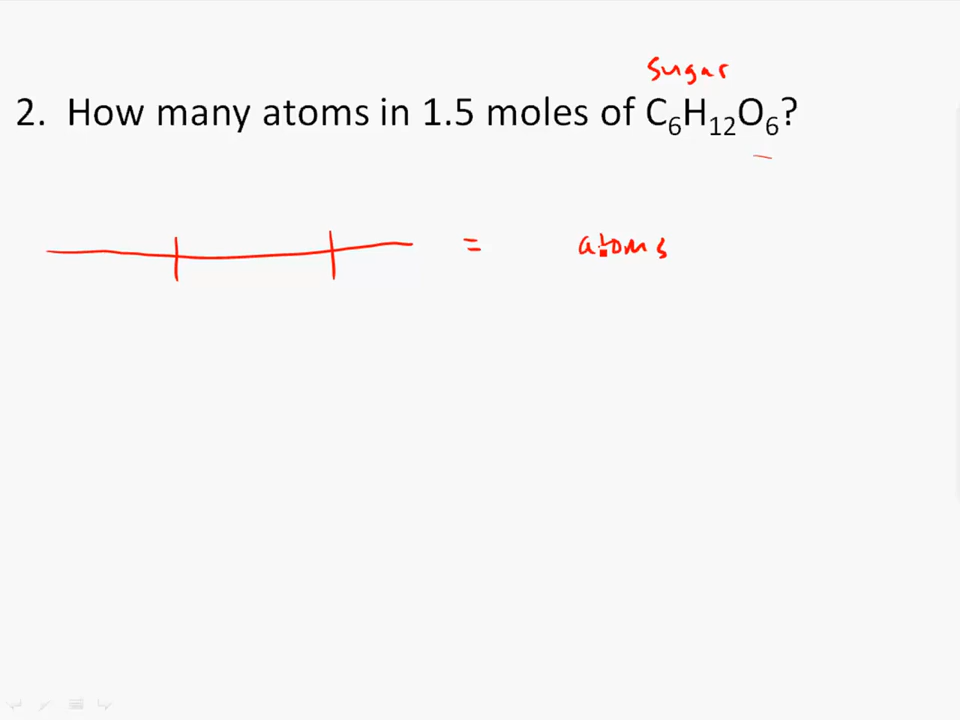 sugar
2. How many atoms in 1.5 moles of C₆H₁₂O₆?
= atoms